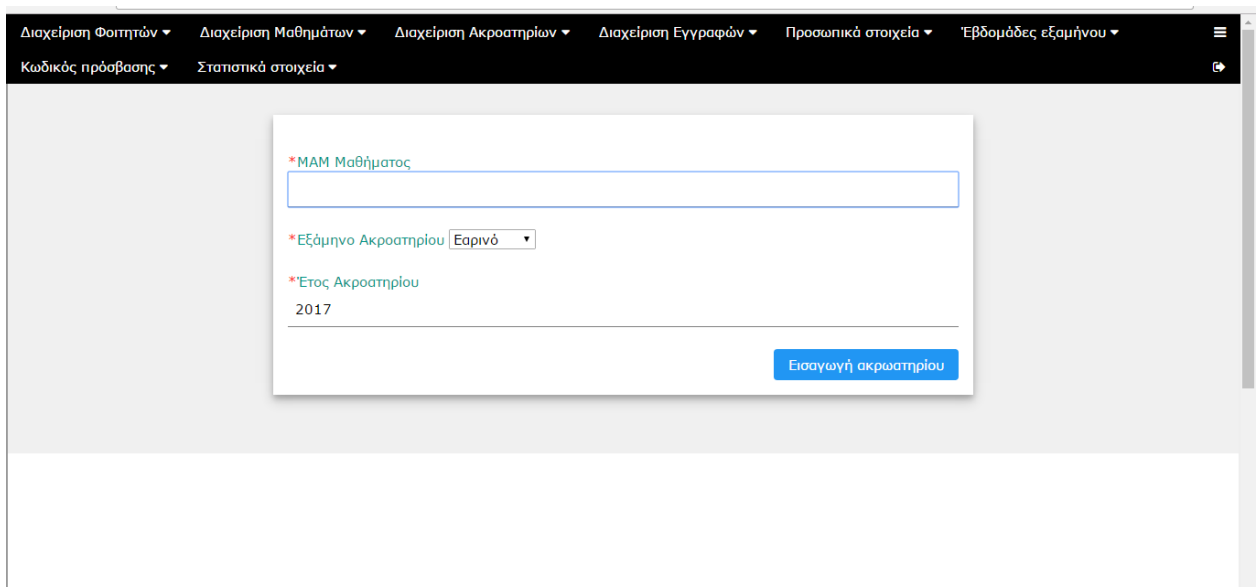 Διαχείριση Φοιτητών Διαχείριση Μαθημάτων Διαχείριση Ακροατηρίων Διαχείριση Εγγραφών Προσωπικά στοιχεία Έβδομάδες εξαμήνου
Κωδικός πρόσβασης Στατιστικά στοιχεία
*ΜΑΜ Μαθήματος
*Εξάμηνο Ακροατηρίου Εαρινό
*Έτος Ακροατηρίου
2017
Εισαγωγή ακρωατηρίου